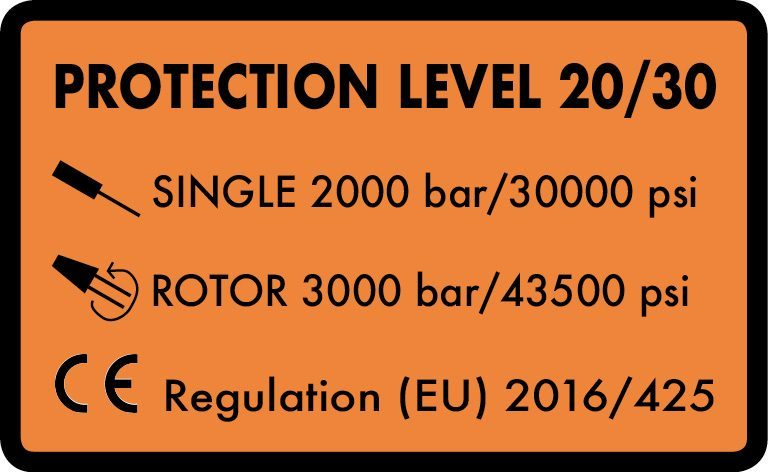 PROTECTION LEVEL 20/30
SINGLE 2000 bar/30000 psi
ROTOR 3000 bar/43500 psi
CE Regulation (EU) 2016/425